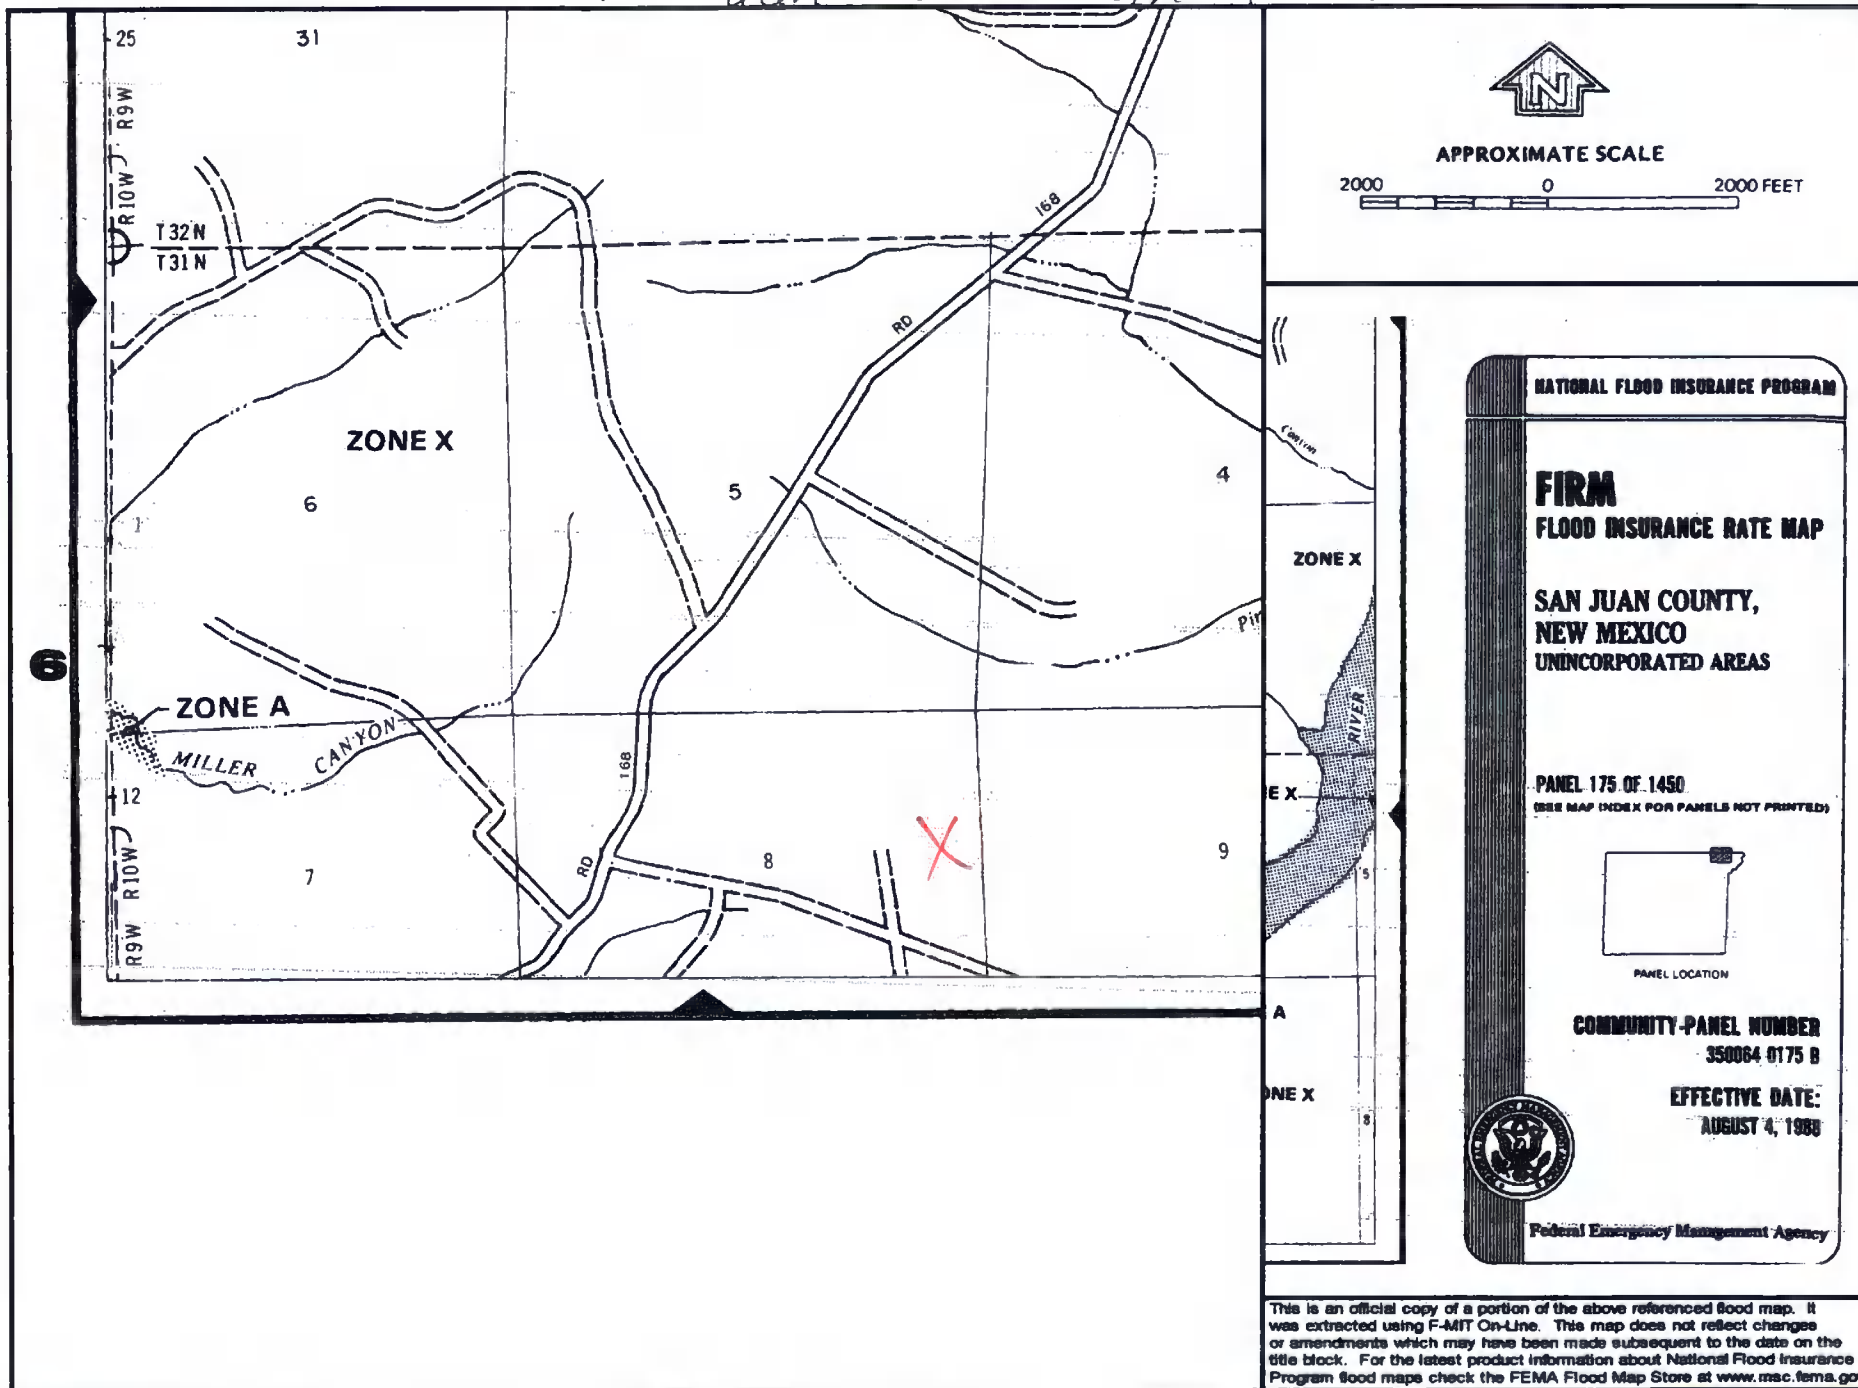 25
31
R9W
R10W
T32N
T31N
168
RD
ZONE X
6
5
4
1
Canyon
ZONE A
MILLER CANYON
168
12
R10W
R9W
7
RD
8
X
9
6
N
APPROXIMATE SCALE
2000 0 2000 FEET
ZONE X
RIVER
E X
5
A
ONE X
8
NATIONAL FLOOD INSURANCE PROGRAM
FIRM
FLOOD INSURANCE RATE MAP
SAN JUAN COUNTY,
NEW MEXICO
UNINCORPORATED AREAS
PANEL 175 OF 1450
(SEE MAP INDEX FOR PANELS NOT PRINTED)
PANEL LOCATION
COMMUNITY-PANEL NUMBER
350064 0175 B
EFFECTIVE DATE:
AUGUST 4, 1988
Federal Emergency Management Agency
This is an official copy of a portion of the above referenced flood map. It
was extracted using F-MIT On-Line. This map does not reflect changes
or amendments which may have been made subsequent to the date on the
title block. For the latest product information about National Flood Insurance
Program flood maps check the FEMA Flood Map Store at www.msc.fema.go